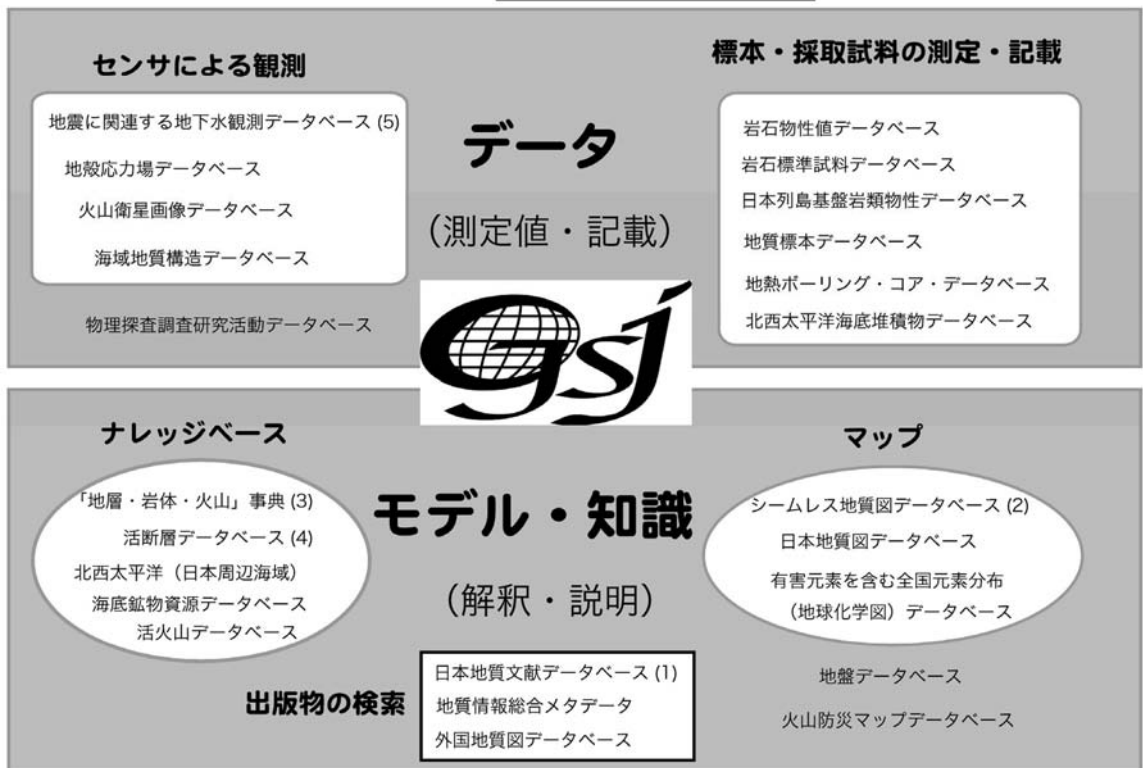 センサによる観測
地震に関連する地下水観測データベース (5)
地殻応力場データベース
火山衛星画像データベース
海域地質構造データベース
物理探査調査研究活動データベース
データ
（測定値・記載）
標本・採取試料の測定・記載
岩石物性値データベース
岩石標準試料データベース
日本列島基盤岩類物性データベース
地質標本データベース
地熱ボーリング・コア・データベース
北西太平洋海底堆積物データベース
GSJ
ナレッジベース
「地層・岩体・火山」事典 (3)
活断層データベース (4)
北西太平洋（日本周辺海域）
海底鉱物資源データベース
活火山データベース
モデル・知識
（解釈・説明）
マップ
シームレス地質図データベース (2)
日本地質図データベース
有害元素を含む全国元素分布
（地球化学図）データベース
地盤データベース
火山防災マップデータベース
出版物の検索
日本地質文献データベース (1)
地質情報総合メタデータ
外国地質図データベース